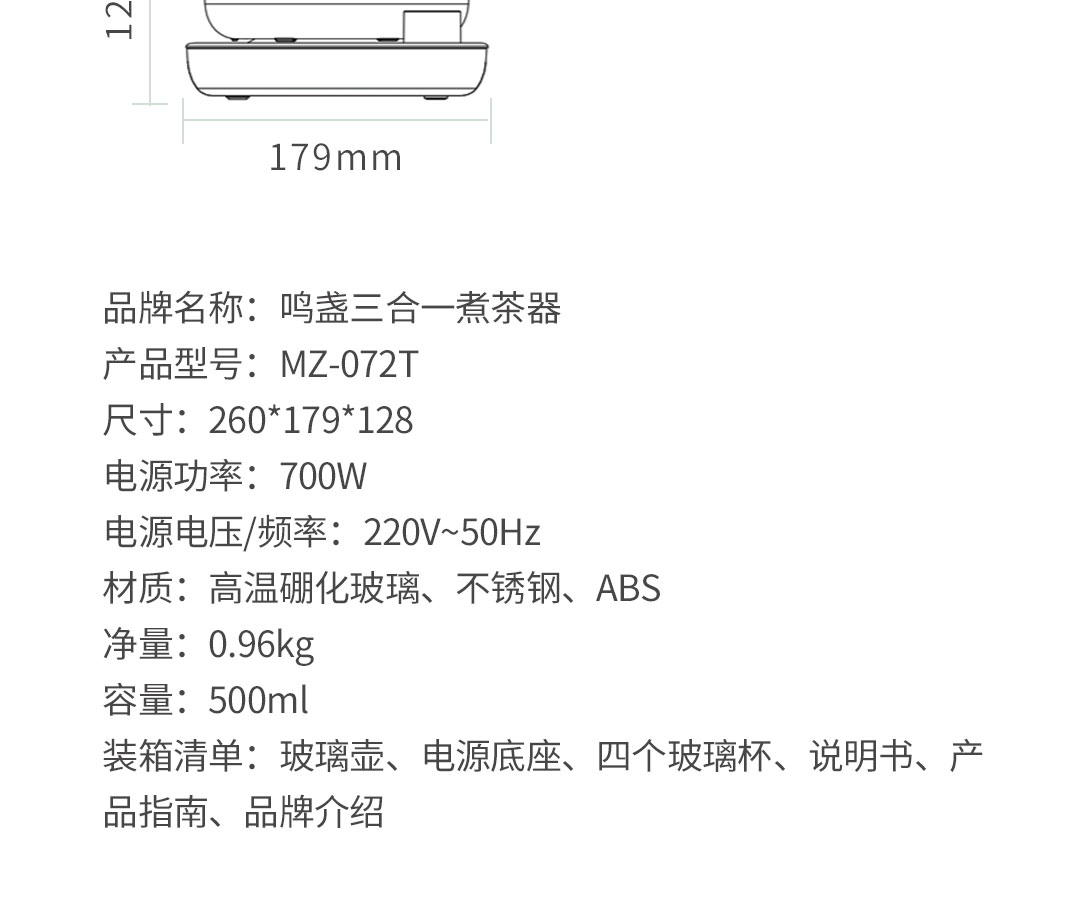 12
179mm
品牌名称：鸣盏三合一煮茶器
产品型号：MZ-072T
尺寸：260*179*128
电源功率：700W
电源电压/频率：220V~50Hz
材质：高温硼化玻璃、不锈钢、ABS
净量：0.96kg
容量：500ml
装箱清单：玻璃壶、电源底座、四个玻璃杯、说明书、产
品指南、品牌介绍